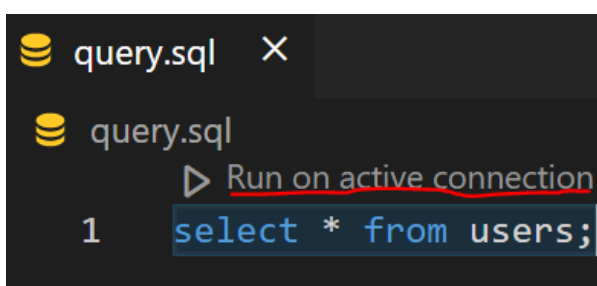 query.sql
query.sql
Run on active connection
1 select * from users;